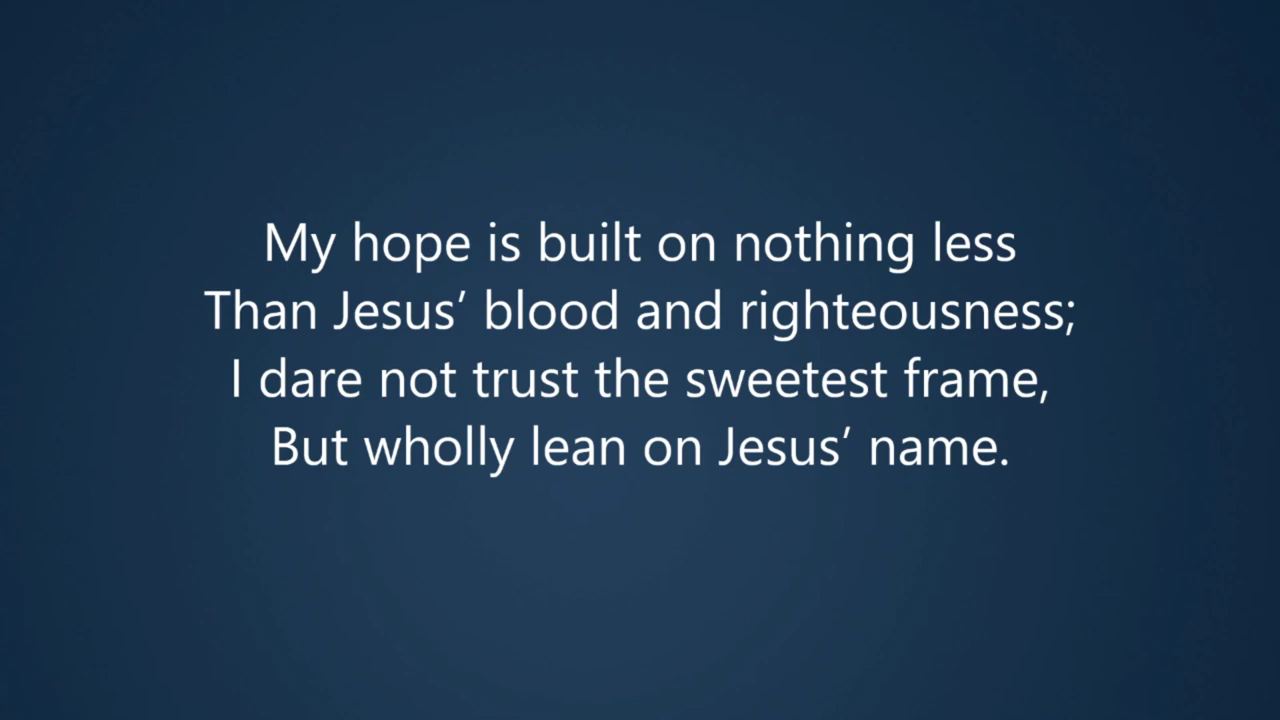 My hope is built on nothing less
Than Jesus’ blood and righteousness;
I dare not trust the sweetest frame,
But wholly lean on Jesus’ name.